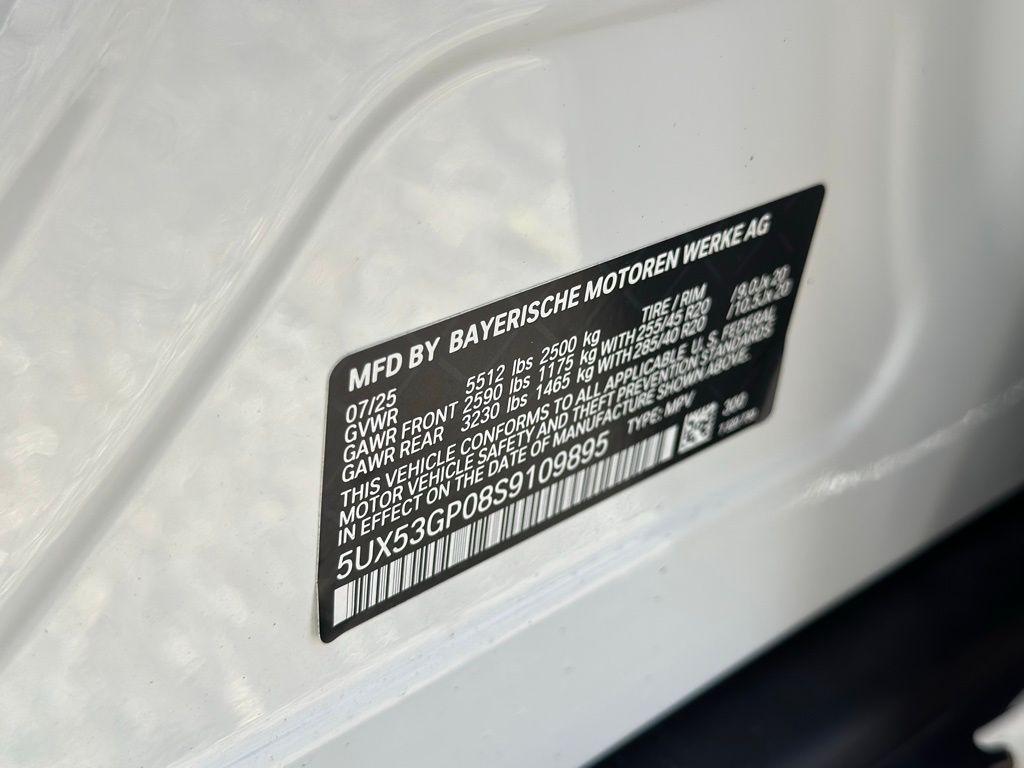 MFD BY BAYERISCHE MOTOREN WERKE AG
07/25 TIRE / RIM
GVWR 5512 lbs 2500 kg
GAWR FRONT 2590 lbs 1175 kg WITH 255/45 R20 /9.0Jx20
GAWR REAR 3230 lbs 1465 kg WITH 285/40 R20 /10.5Jx20
THIS VEHICLE CONFORMS TO ALL APPLICABLE U.S. FEDERAL
MOTOR VEHICLE SAFETY AND THEFT PREVENTION STANDARDS
IN EFFECT ON THE DATE OF MANUFACTURE SHOWN ABOVE.
5UX53GP08S9109895 TYPE: MPV 300